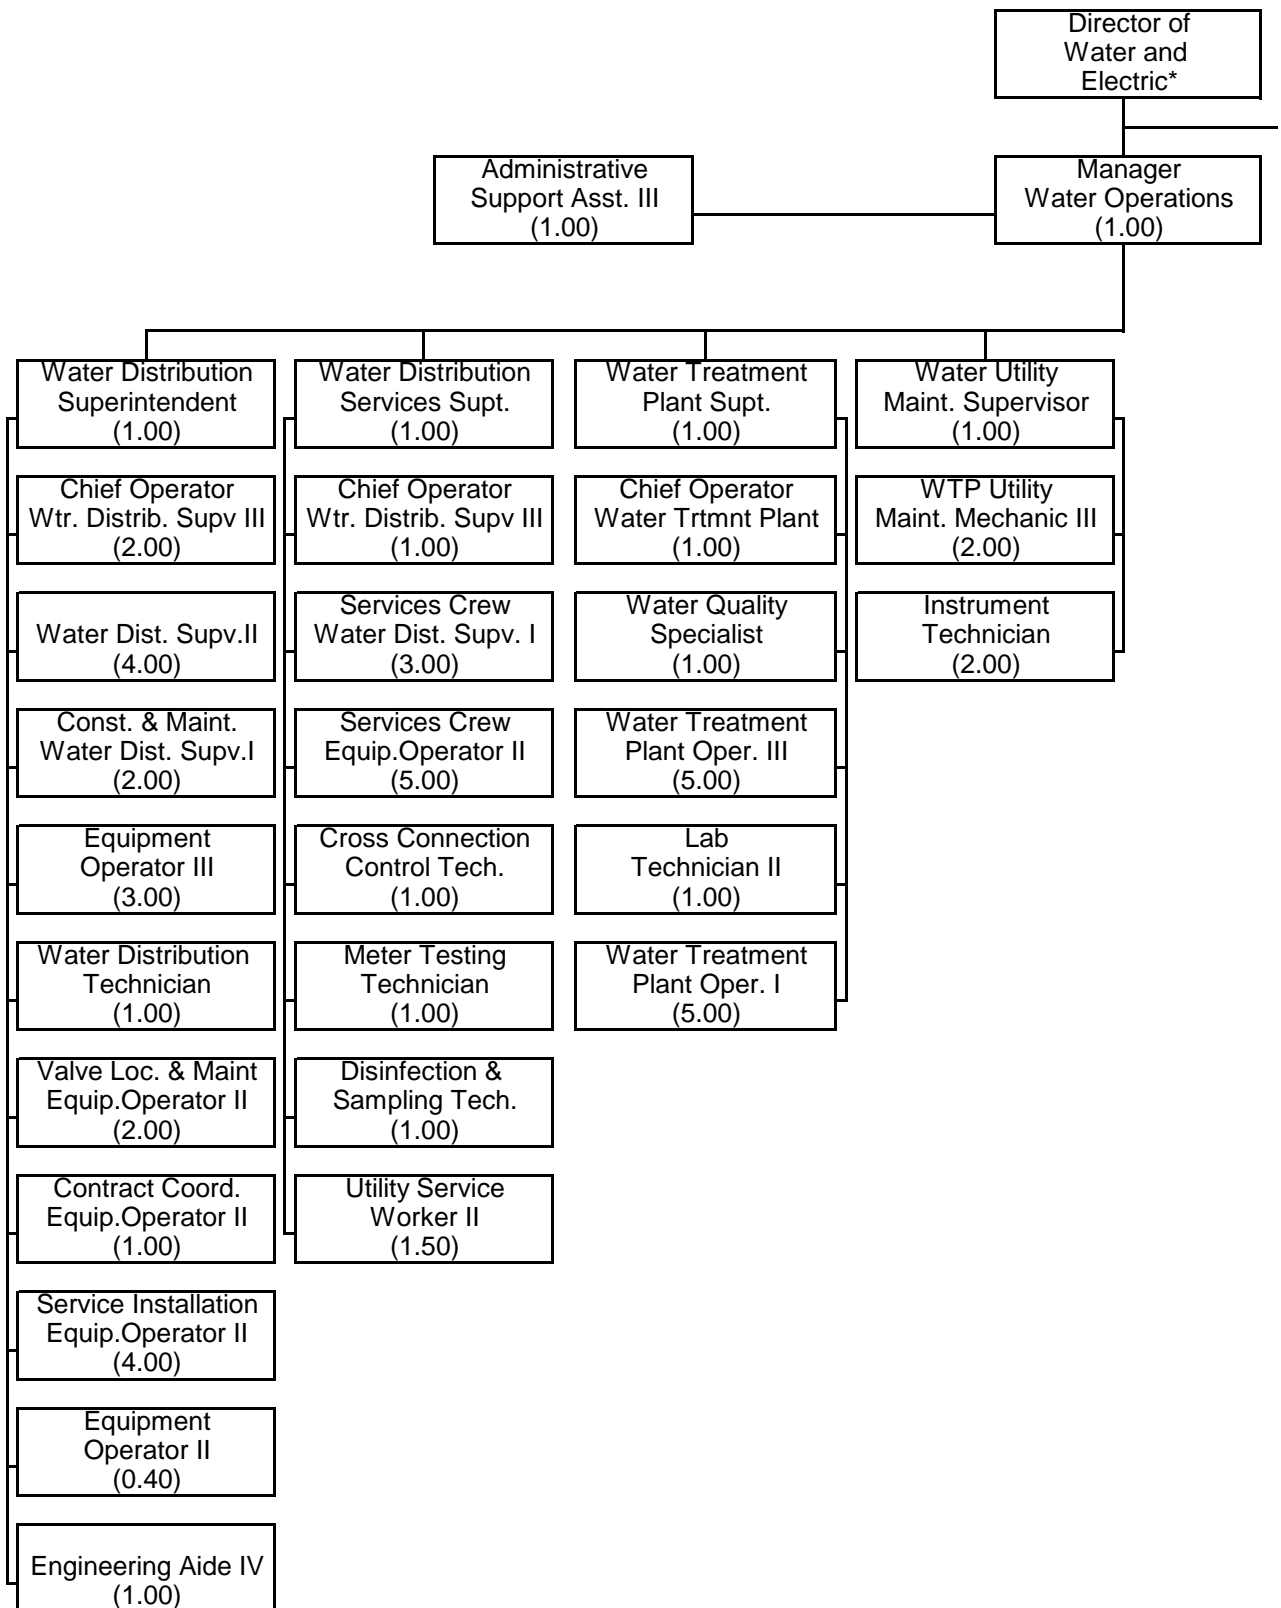 Director of
Water and
Electric*
Administrative
Support Asst. III
(1.00)
Manager
Water Operations
(1.00)
Water Distribution
Superintendent
(1.00)
Chief Operator
Wtr. Distrib. Supv III
(2.00)
Water Dist. Supv.II
(4.00)
Const. & Maint.
Water Dist. Supv.I
(2.00)
Equipment
Operator III
(3.00)
Water Distribution
Technician
(1.00)
Valve Loc. & Maint
Equip.Operator II
(2.00)
Contract Coord.
Equip.Operator II
(1.00)
Service Installation
Equip.Operator II
(4.00)
Equipment
Operator II
(0.40)
Engineering Aide IV
(1.00)
Water Distribution
Services Supt.
(1.00)
Chief Operator
Wtr. Distrib. Supv III
(1.00)
Services Crew
Water Dist. Supv. I
(3.00)
Services Crew
Equip.Operator II
(5.00)
Cross Connection
Control Tech.
(1.00)
Meter Testing
Technician
(1.00)
Disinfection &
Sampling Tech.
(1.00)
Utility Service
Worker II
(1.50)
Water Treatment
Plant Supt.
(1.00)
Chief Operator
Water Trtmnt Plant
(1.00)
Water Quality
Specialist
(1.00)
Water Treatment
Plant Oper. III
(5.00)
Lab
Technician II
(1.00)
Water Treatment
Plant Oper. I
(5.00)
Water Utility
Maint. Supervisor
(1.00)
WTP Utility
Maint. Mechanic III
(2.00)
Instrument
Technician
(2.00)